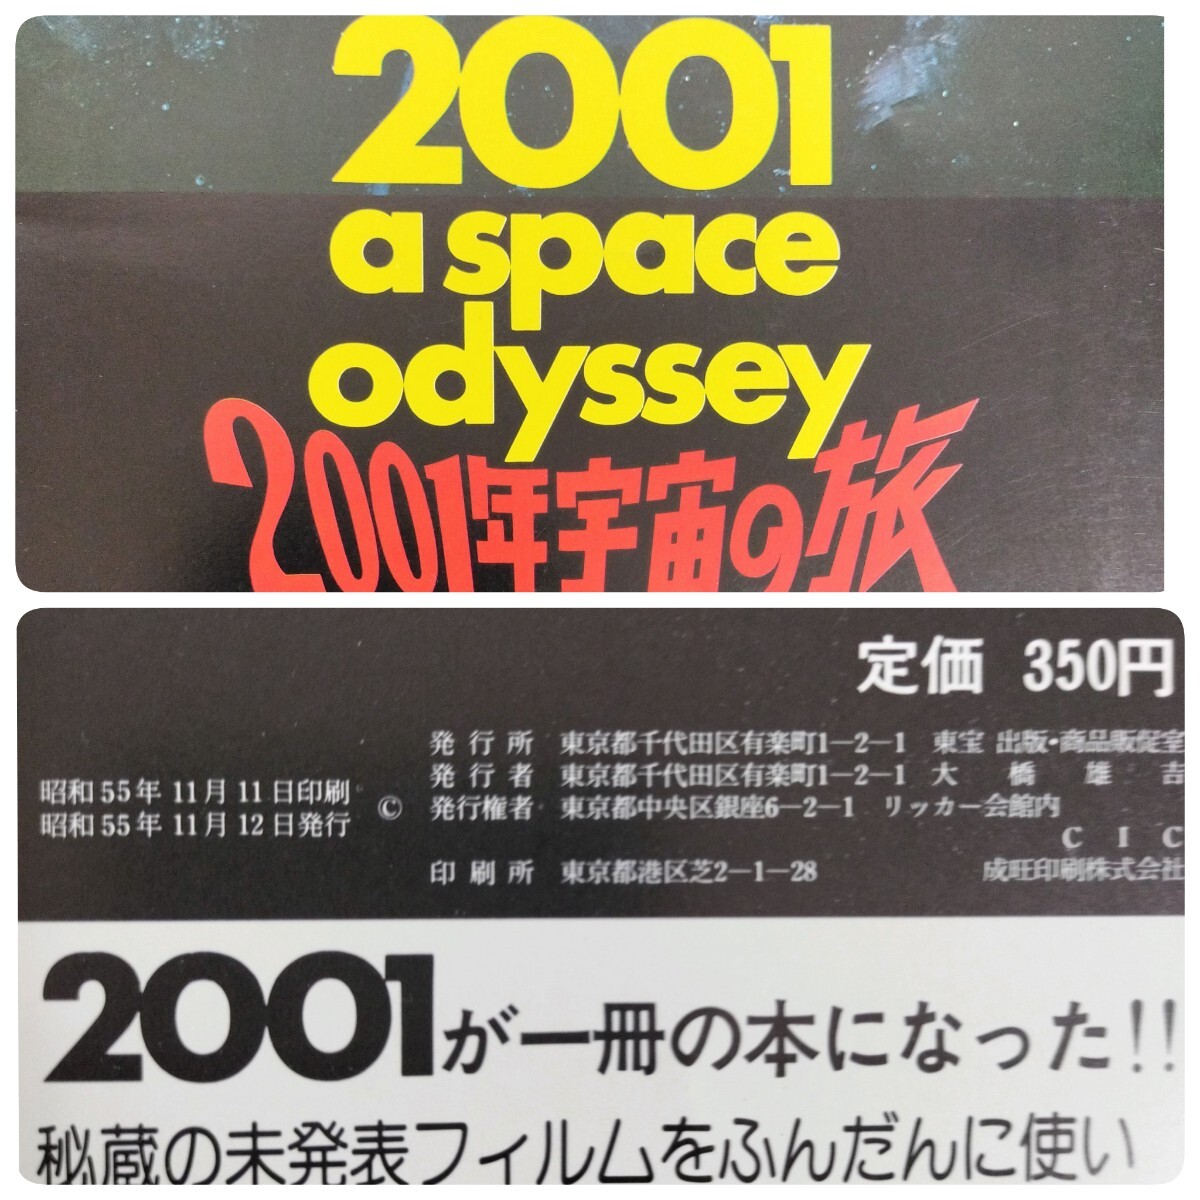 2001
a space
odyssey
2001年宇宙の旅
定価 350円
昭和55年11月11日印刷
昭和55年11月12日発行
©
発行所 東京都千代田区有楽町1−2−1 東宝 出版・商品販促室
発行者 東京都千代田区有楽町1−2−1 大橋雄吉
発行権者 東京都中央区銀座6−2−1 リッカー会館内
CIC
印刷所 東京都港区芝2−1−28 成旺印刷株式会社
2001が一冊の本になった!!
秘蔵の未発表フィルムをふんだんに使い